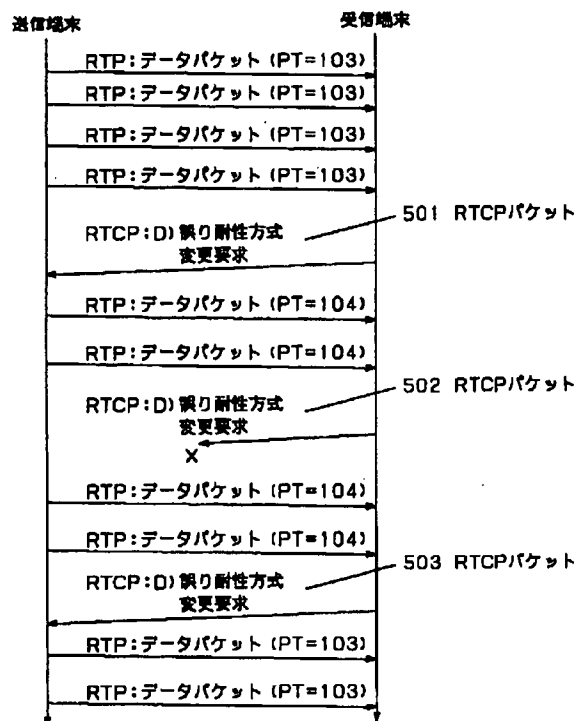 送信端末
受信端末
RTP:データパケット (PT=103)
RTP:データパケット (PT=103)
RTP:データパケット (PT=103)
RTP:データパケット (PT=103)
501 RTCPパケット
RTCP:D) 誤り耐性方式
変更要求
RTP:データパケット (PT=104)
RTP:データパケット (PT=104)
502 RTCPパケット
RTCP:D) 誤り耐性方式
変更要求
X
RTP:データパケット (PT=104)
RTP:データパケット (PT=104)
503 RTCPパケット
RTCP:D) 誤り耐性方式
変更要求
RTP:データパケット (PT=103)
RTP:データパケット (PT=103)